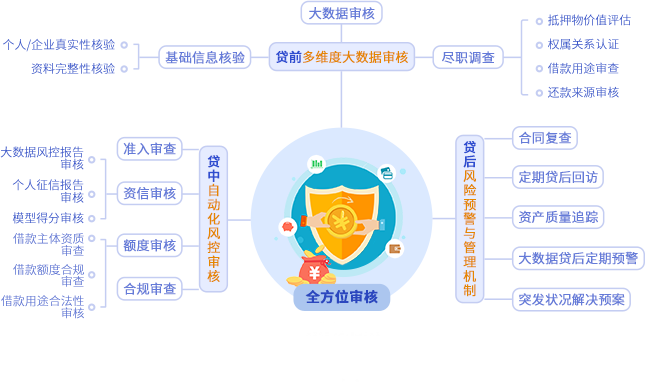 大数据审核
个人/企业真实性核验
资料完整性核验
基础信息核验
贷前多维度大数据审核
尽职调查
抵押物价值评估
权属关系认证
借款用途审查
还款来源审核
大数据风控报告
审核
个人征信报告
审核
模型得分审核
借款主体资质
审查
借款额度合规
审查
借款用途合法性
审核
准入审查
资信审核
额度审核
合规审查
贷中自动化风控审核
¥
全方位审核
贷后风险预警与管理机制
合同复查
定期贷后回访
资产质量追踪
大数据贷后定期预警
突发状况解决预案